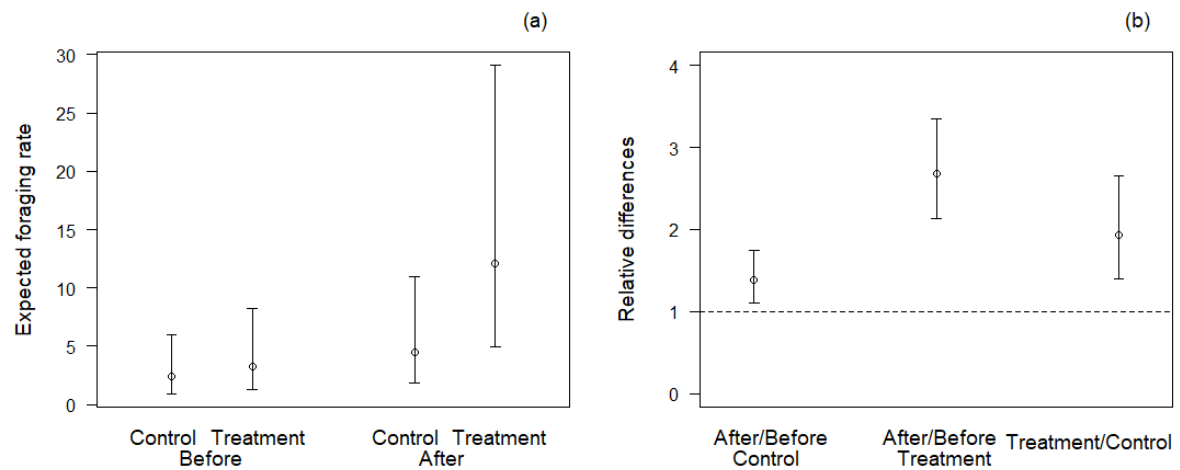 (a)
Expected foraging rate
30
25
20
15
10
5
0
Control Treatment Control Treatment
Before After
(b)
Relative differences
4
3
2
1
0
After/Before After/Before Treatment/Control
Control Treatment